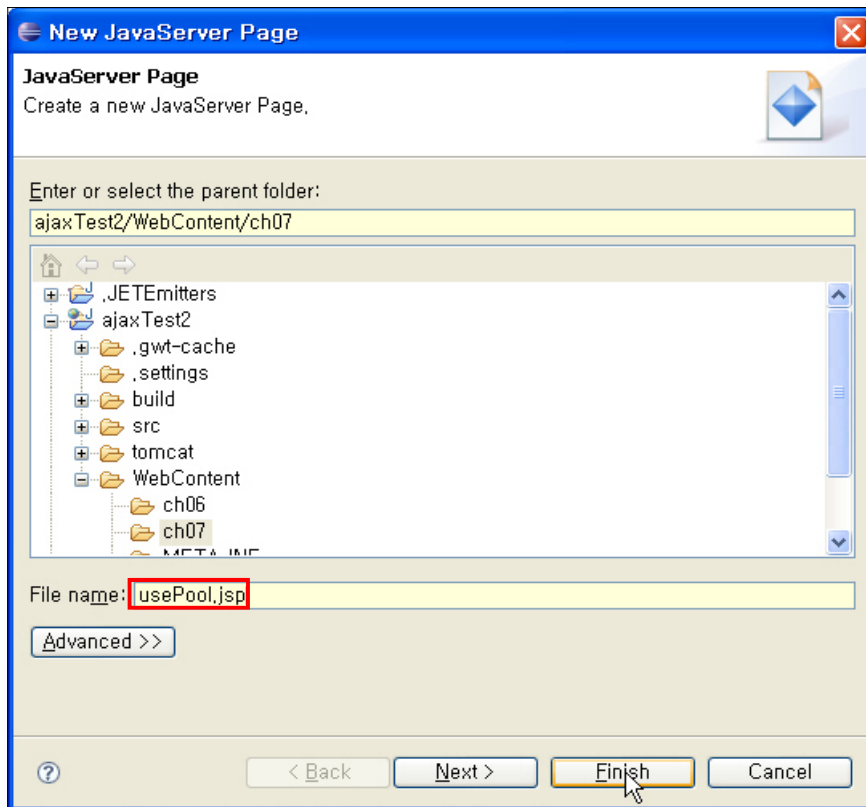 New JavaServer Page
JavaServer Page
Create a new JavaServer Page.
Enter or select the parent folder:
ajaxTest2/WebContent/ch07
.JETEmitters
ajaxTest2
.gwt-cache
.settings
build
src
tomcat
WebContent
ch06
ch07
META-INF
File name: usePool.jsp
Advanced >>
< Back Next > Finish Cancel